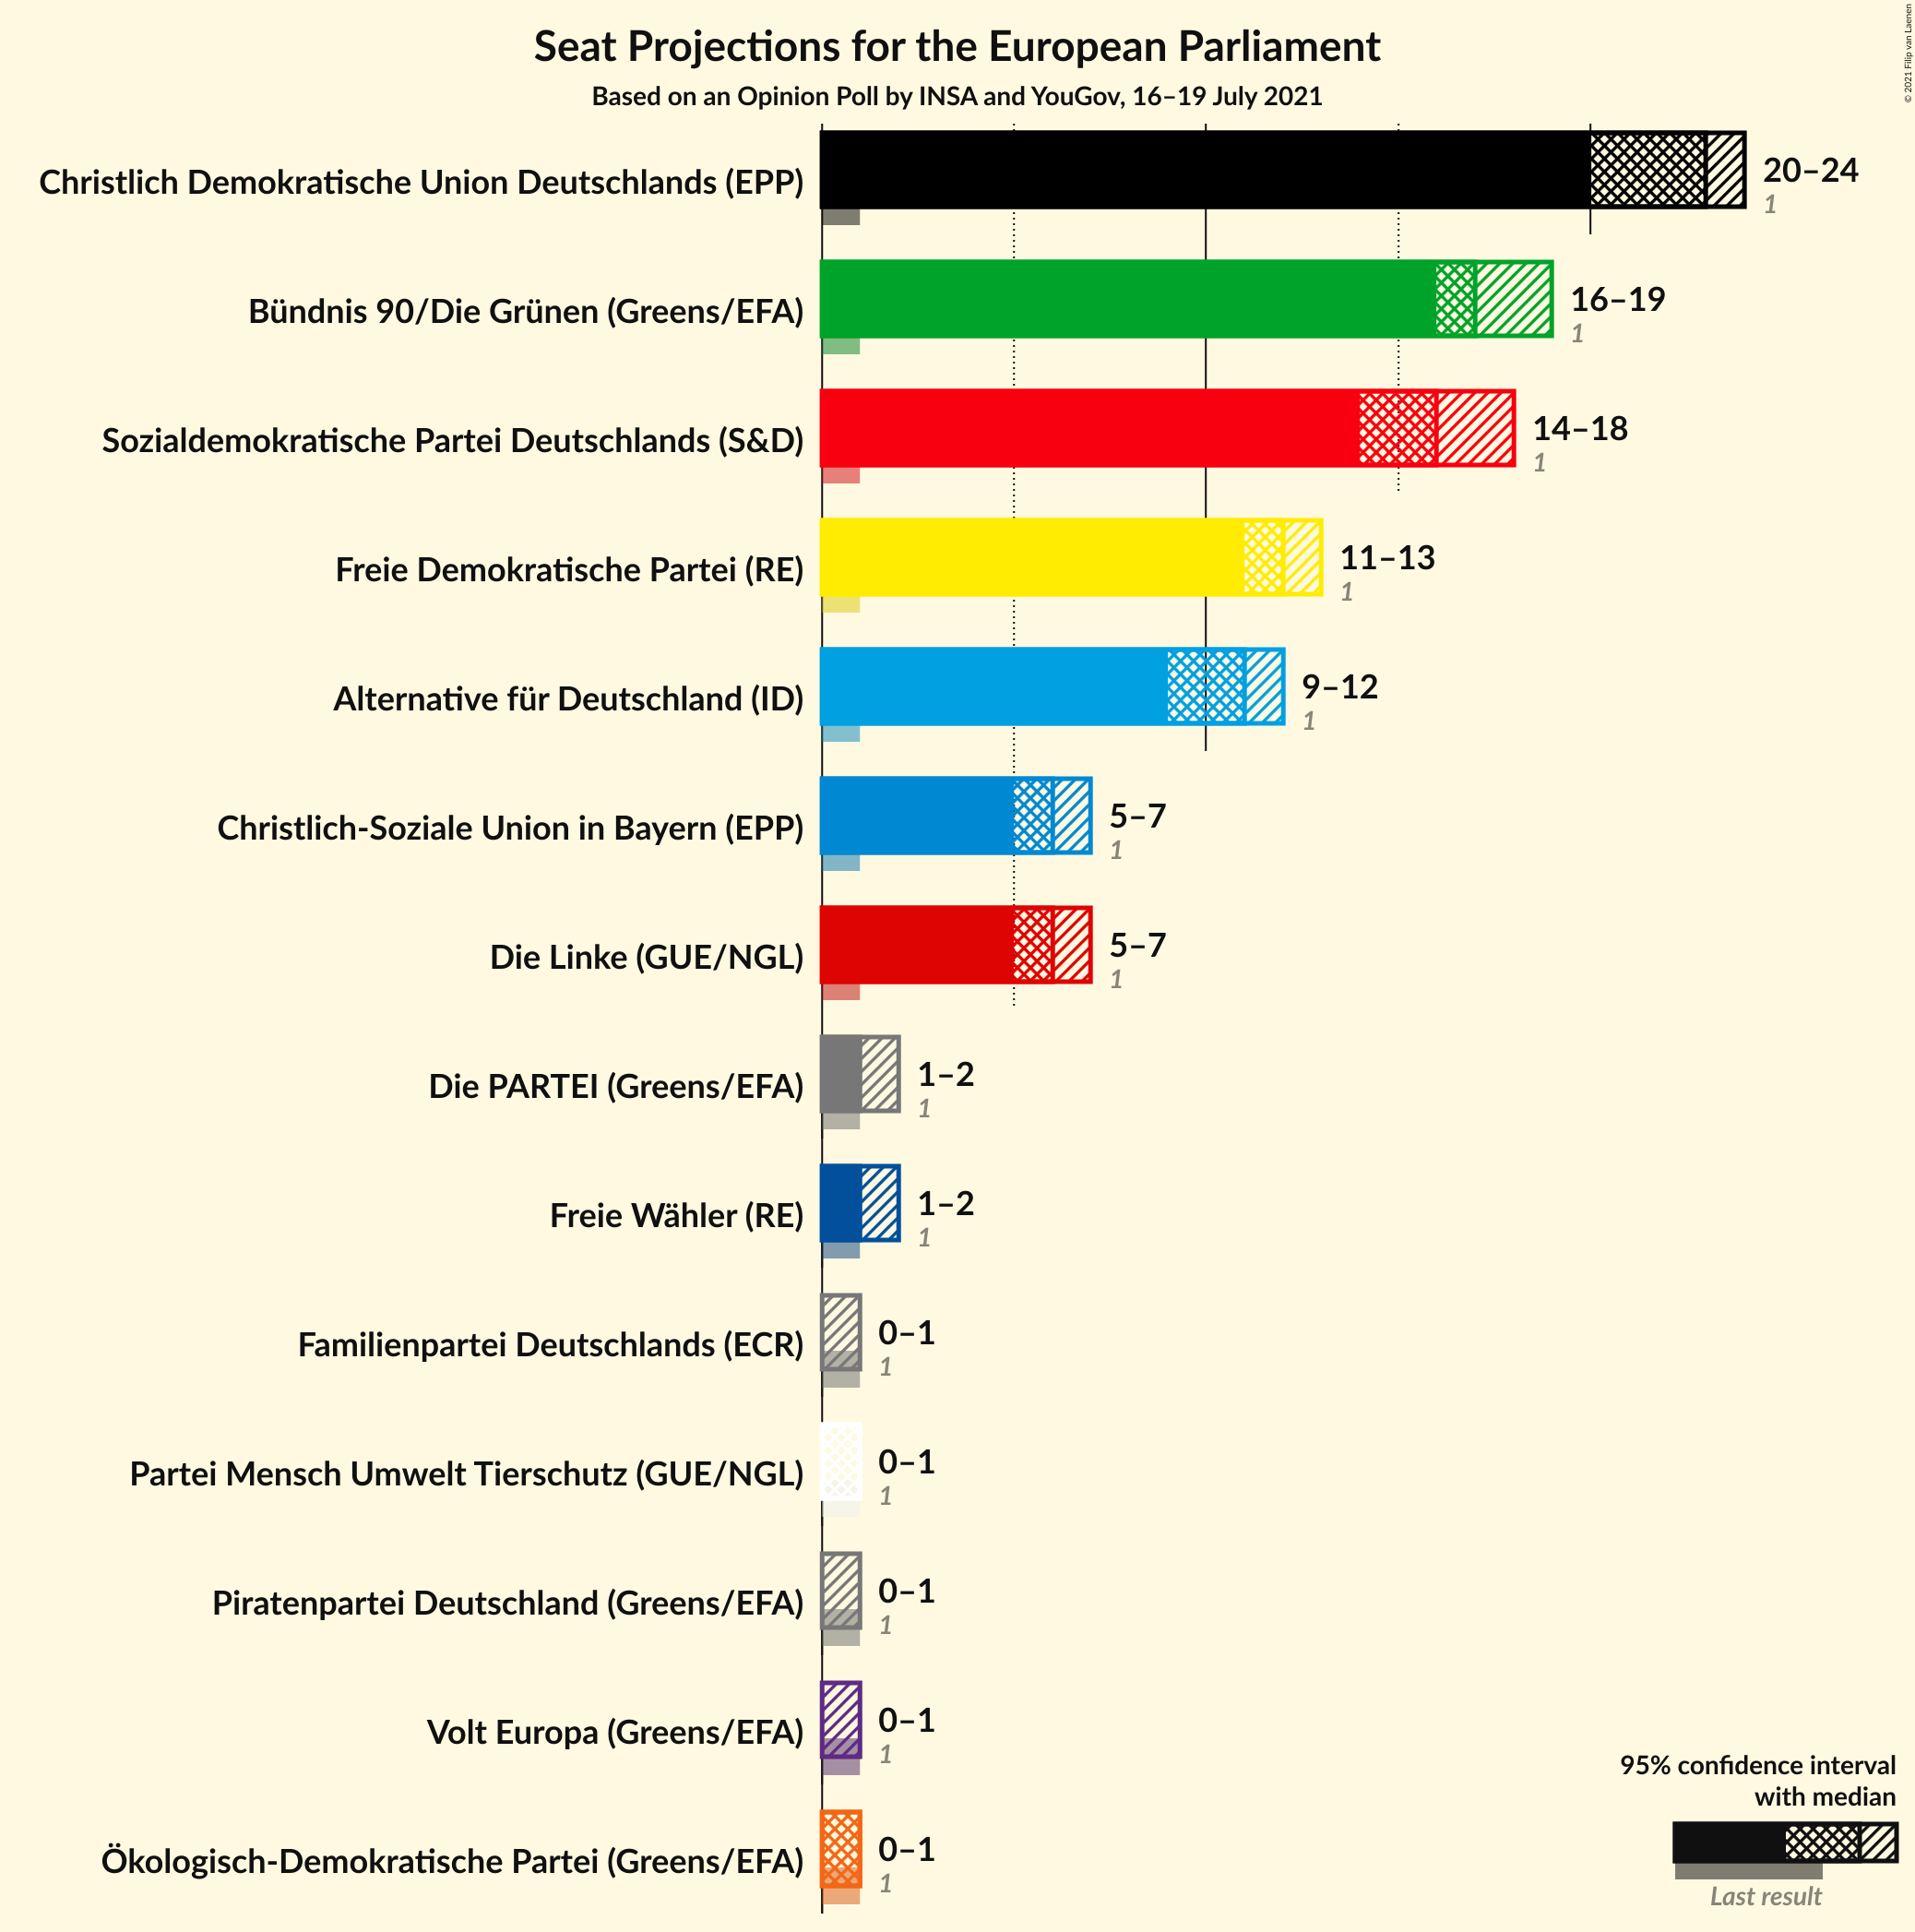 Seat Projections for the European Parliament
Based on an Opinion Poll by INSA and YouGov, 16–19 July 2021
© 2021 Filip van Laenen
Christlich Demokratische Union Deutschlands (EPP)
20–24
1
Bündnis 90/Die Grünen (Greens/EFA)
16–19
1
Sozialdemokratische Partei Deutschlands (S&D)
14–18
1
Freie Demokratische Partei (RE)
11–13
1
Alternative für Deutschland (ID)
9–12
1
Christlich-Soziale Union in Bayern (EPP)
5–7
1
Die Linke (GUE/NGL)
5–7
1
Die PARTEI (Greens/EFA)
1–2
1
Freie Wähler (RE)
1–2
1
Familienpartei Deutschlands (ECR)
0–1
1
Partei Mensch Umwelt Tierschutz (GUE/NGL)
0–1
1
Piratenpartei Deutschland (Greens/EFA)
0–1
1
Volt Europa (Greens/EFA)
0–1
1
Ökologisch-Demokratische Partei (Greens/EFA)
0–1
1
95% confidence interval
with median
Last result